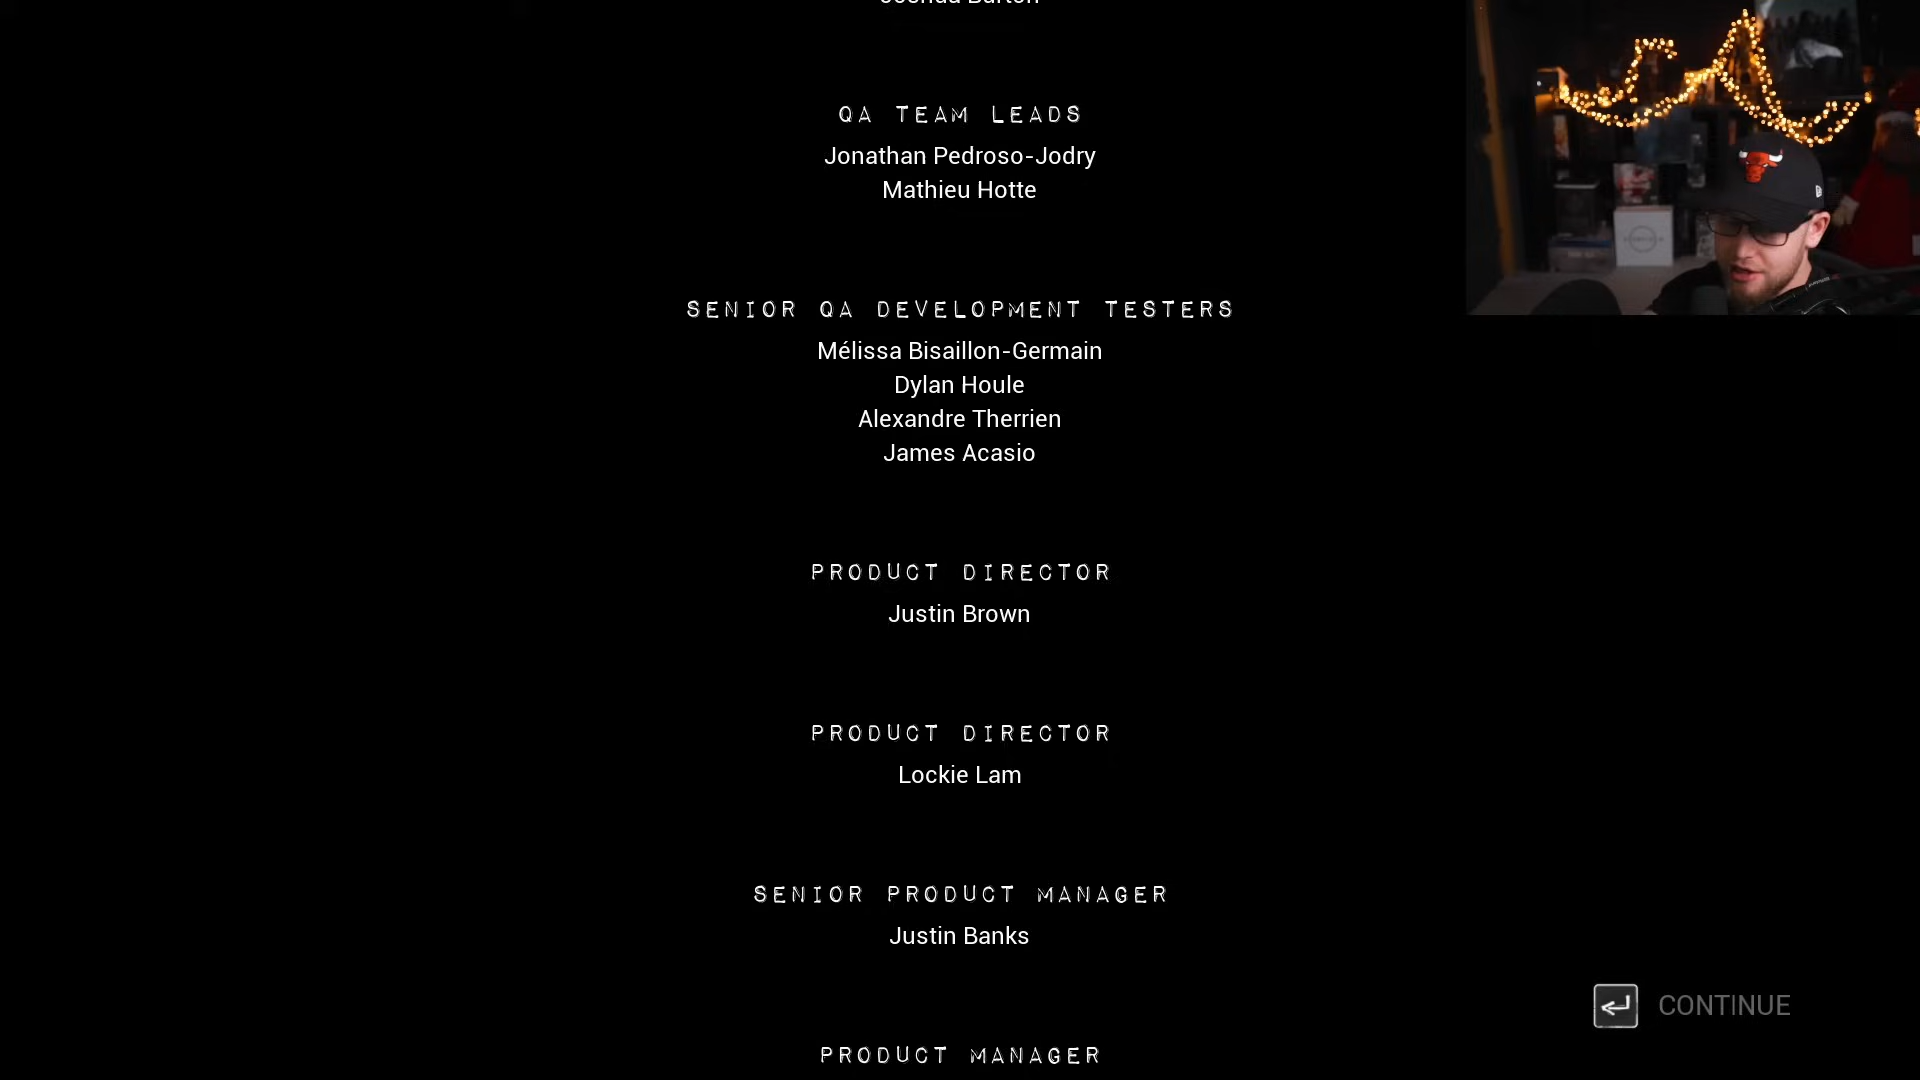 QA TEAM LEADS
Jonathan Pedroso-Jodry
Mathieu Hotte
SENIOR QA DEVELOPMENT TESTERS
Mélissa Bisaillon-Germain
Dylan Houle
Alexandre Therrien
James Acasio
PRODUCT DIRECTOR
Justin Brown
PRODUCT DIRECTOR
Lockie Lam
SENIOR PRODUCT MANAGER
Justin Banks
CONTINUE
PRODUCT MANAGER